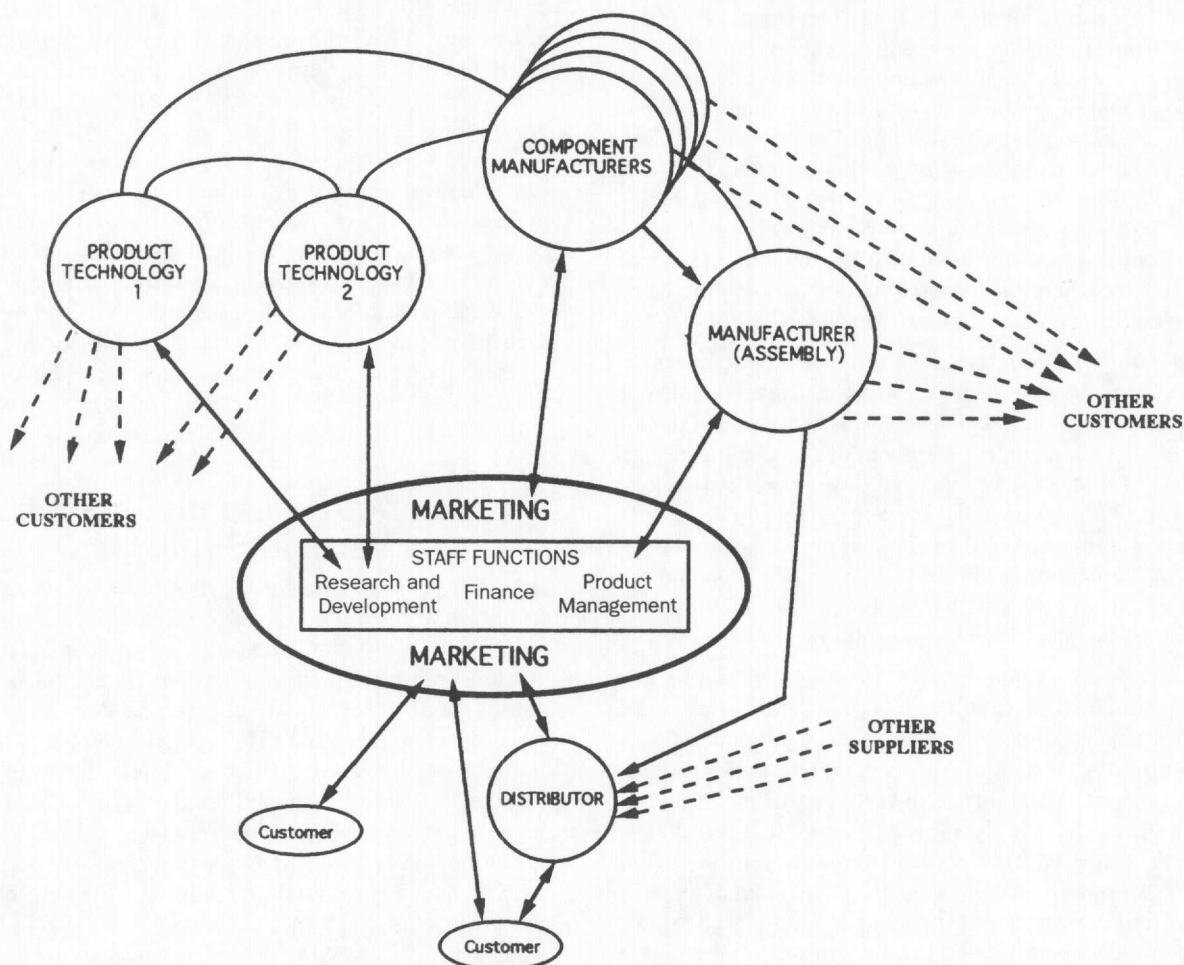 COMPONENT
MANUFACTURERS
PRODUCT
TECHNOLOGY
1
PRODUCT
TECHNOLOGY
2
MANUFACTURER
(ASSEMBLY)
OTHER
CUSTOMERS
OTHER
CUSTOMERS
MARKETING
STAFF FUNCTIONS
Research and
Development
Finance
Product
Management
MARKETING
OTHER
SUPPLIERS
DISTRIBUTOR
Customer
Customer